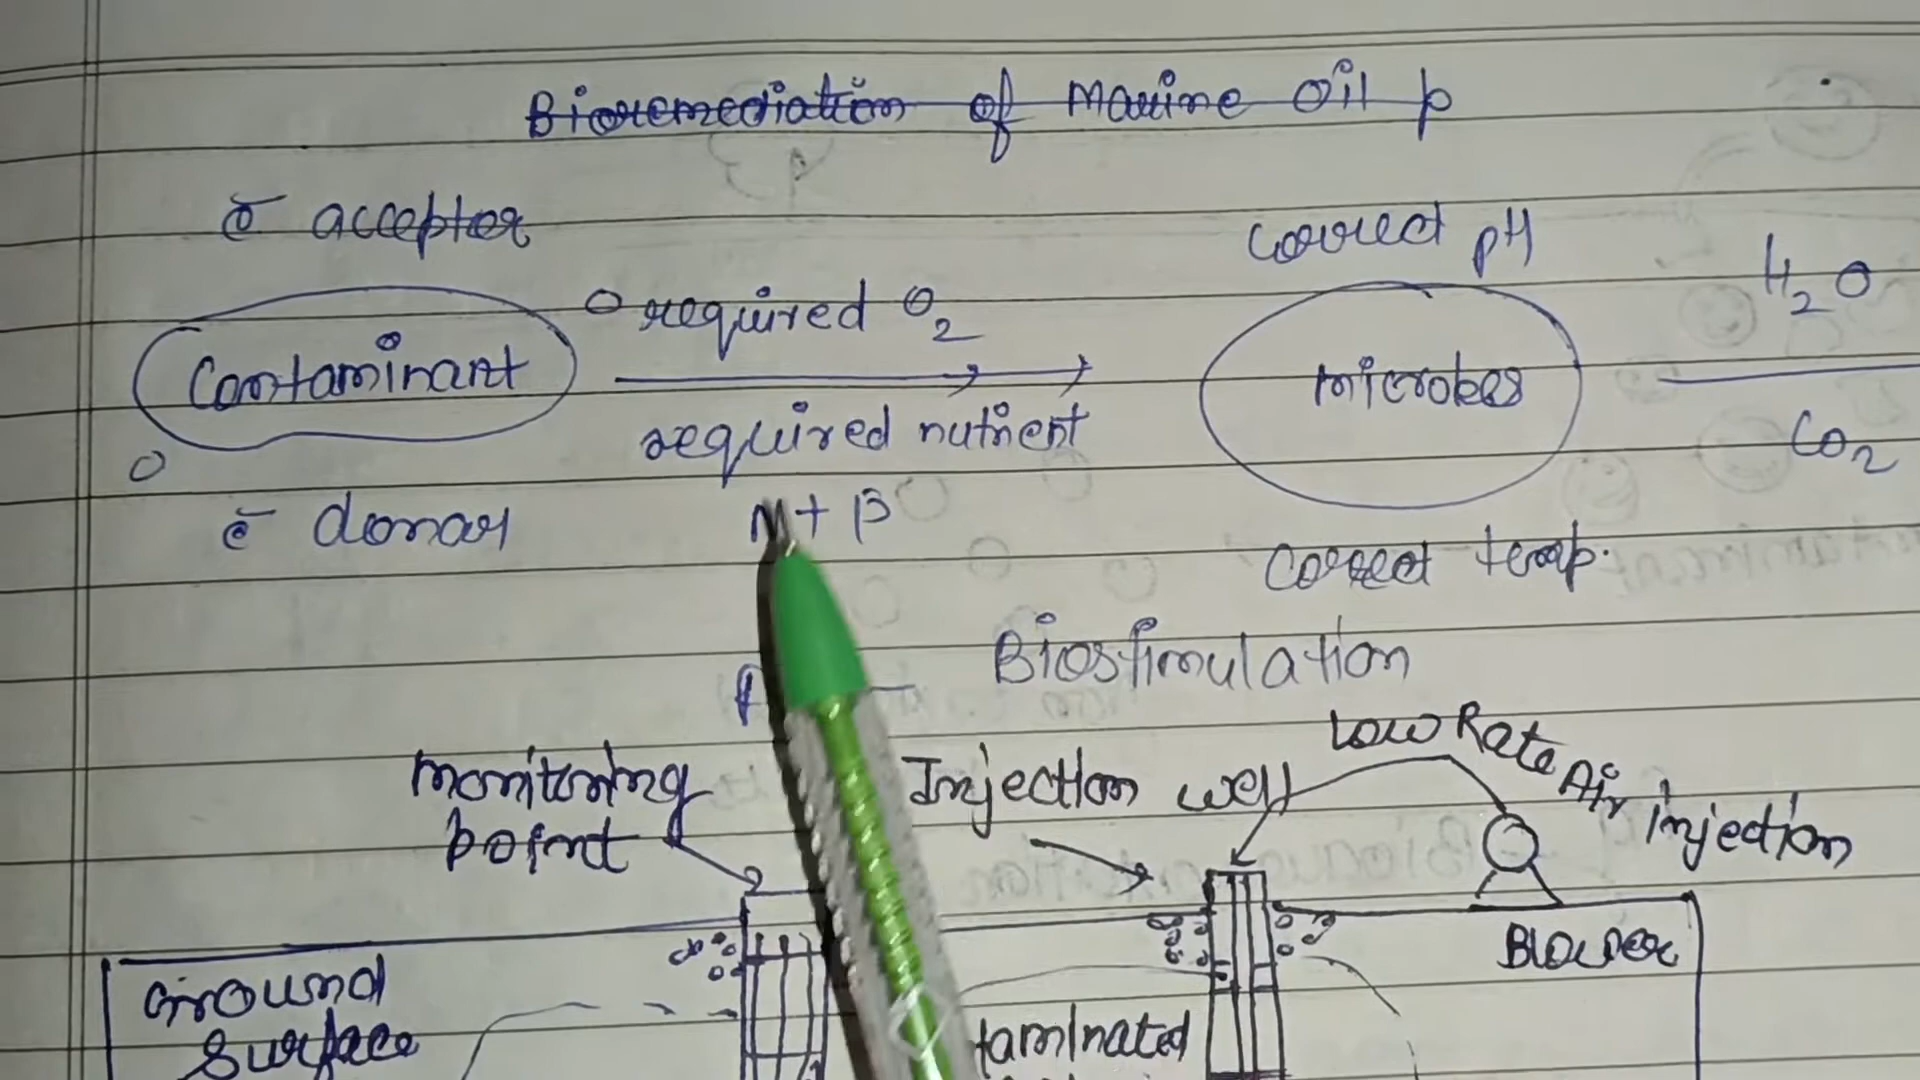 Bioremediation of Marine Oil p
e- acceptor
Correct pH
H2O
required O2
Contaminant
microbes
required nutrient
CO2
e- donar
N + P
Correct temp.
Biostimulation
Low Rate Air Injection
monitoring point
Injection well
Blower
Ground Surface
taminated